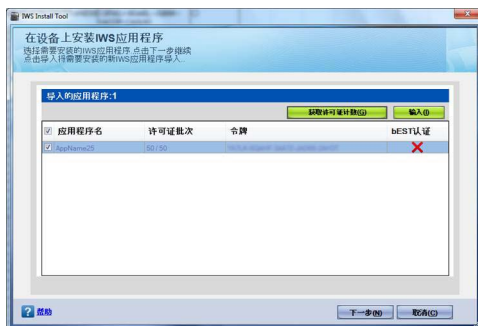 IWS Install Tool
在设备上安装IWS应用程序
选择需要安装的IWS应用程序.点击下一步继续
点击导入将需要安装的新IWS应用程序导入.
导入的应用程序:1
获取许可证计数(G)
输入(I)
应用程序名 许可证批次 令牌 bEST认证
AppName25 50/50
帮助
下一步(N) 取消(C)